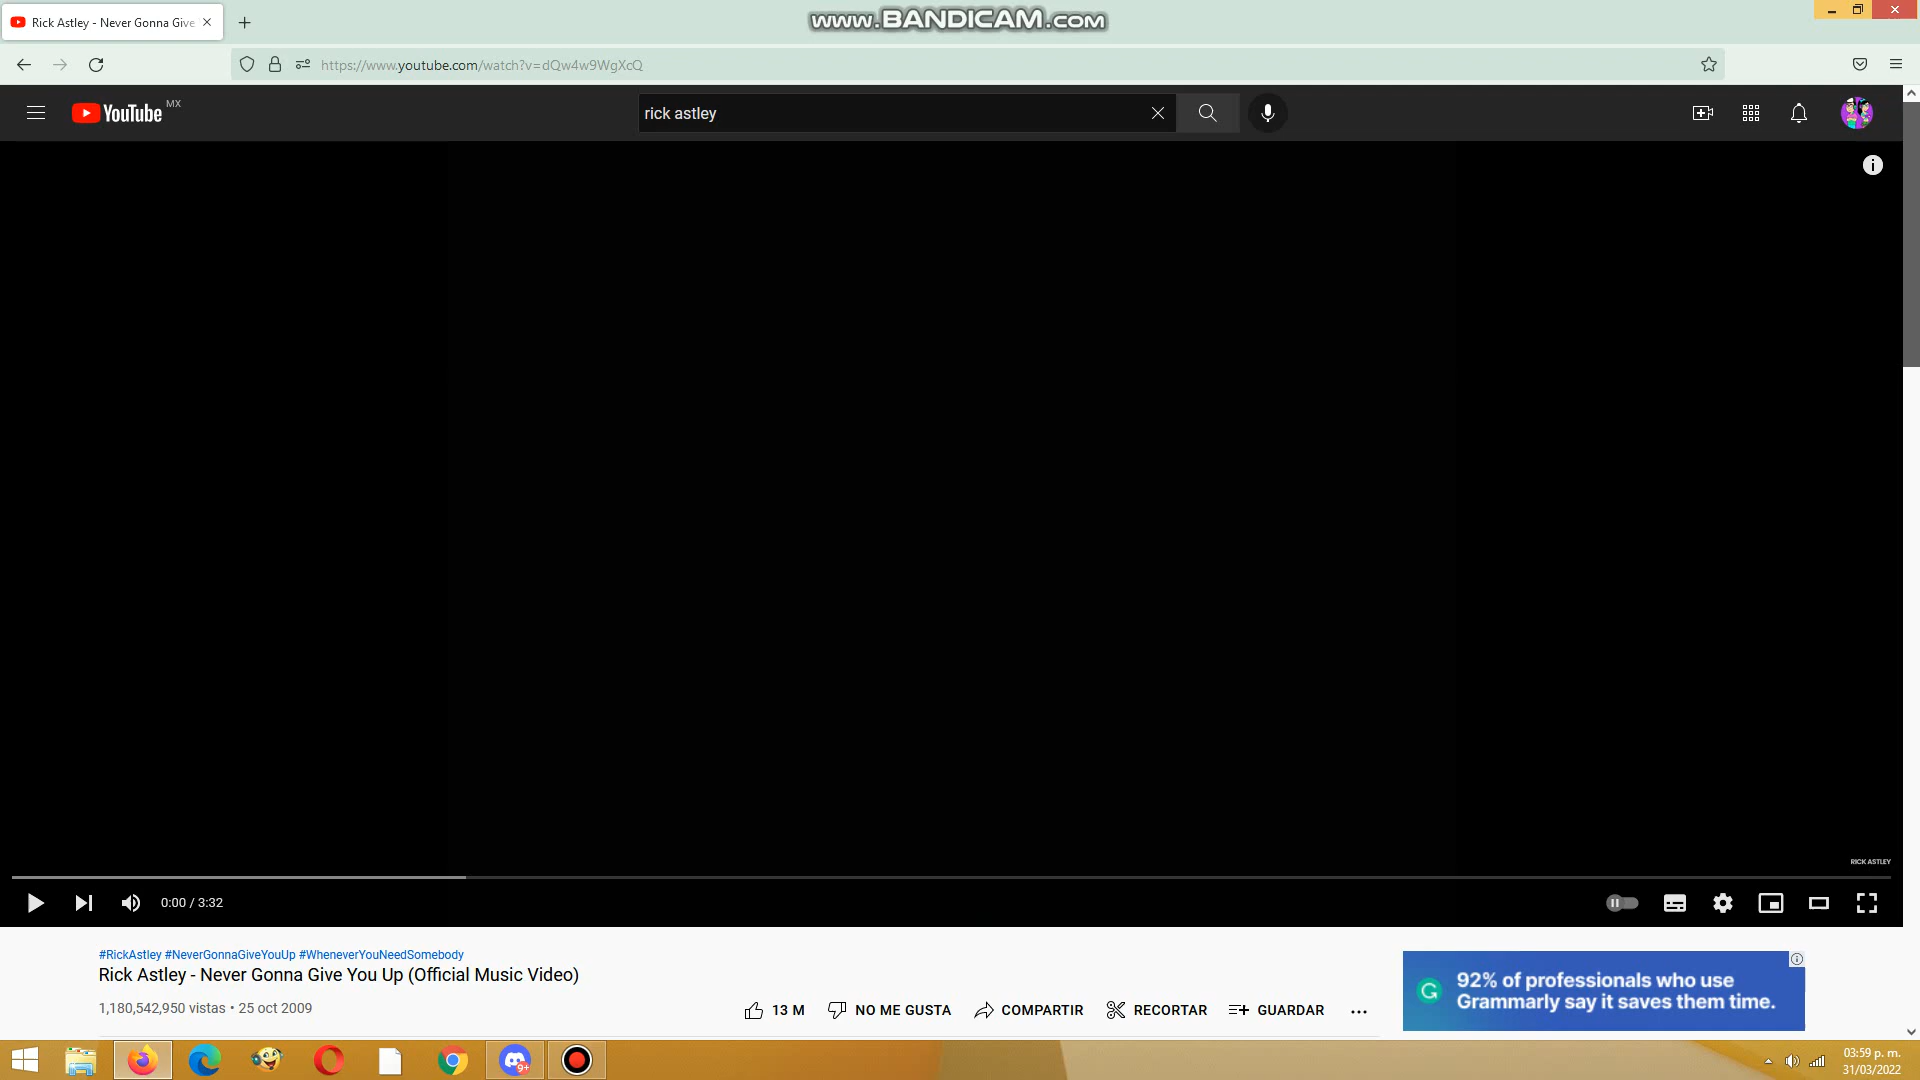 Rick Astley - Never Gonna Give
www.BANDICAM.com
https://www.youtube.com/watch?v=dQw4w9WgXcQ
YouTube MX
rick astley
RICK ASTLEY
0:00 / 3:32
#RickAstley #NeverGonnaGiveYouUp #WheneverYouNeedSomebody
Rick Astley - Never Gonna Give You Up (Official Music Video)
1,180,542,950 vistas • 25 oct 2009
13 M NO ME GUSTA COMPARTIR RECORTAR GUARDAR
92% of professionals who use
Grammarly say it saves them time.
9+
03:59 p. m.
31/03/2022